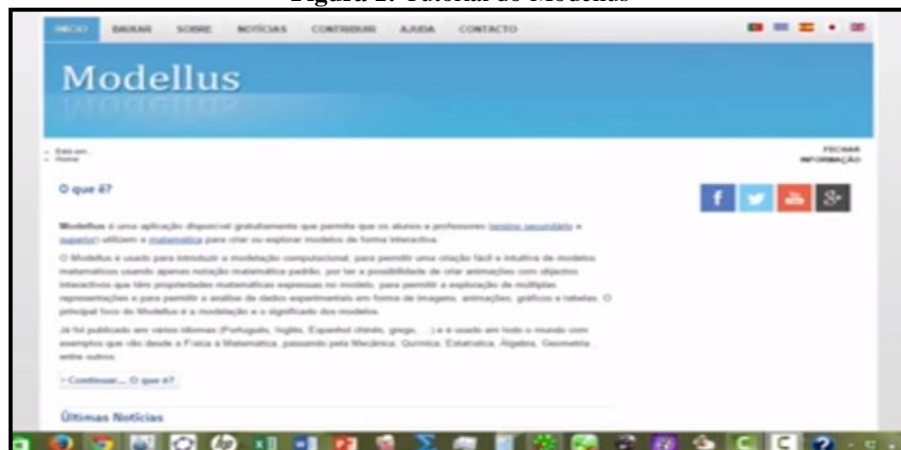 Figura 1: Tutorial do Modellus
INÍCIO BAIXAR SOBRE NOTÍCIAS CONTRIBUIR AJUDA CONTACTO
Modellus
Está em:
Home
FECHAR
INFORMAÇÃO
O que é?
Modellus é uma aplicação disponível gratuitamente que permite que os alunos e professores (ensino secundário e
superior) utilizem a matemática para criar ou explorar modelos de forma interactiva.
O Modellus é usado para introduzir a modelação computacional, para permitir uma criação fácil e intuitiva de modelos
matemáticos usando apenas notação matemática padrão, por ter a possibilidade de criar animações com objectos
interactivos que têm propriedades matemáticas expressas no modelo, para permitir a exploração de múltiplas
representações e para permitir a análise de dados experimentais em forma de imagens, animações, gráficos e tabelas. O
principal foco do Modellus é a modelação e o significado dos modelos.
Já foi publicado em vários idiomas (Português, Inglês, Espanhol chinês, grego, ...) e é usado em todo o mundo com
exemplos que vão desde a Física à Matemática, passando pela Mecânica, Química, Estatística, Álgebra, Geometria ,
entre outros.
Continuar... O que é?
Últimas Notícias